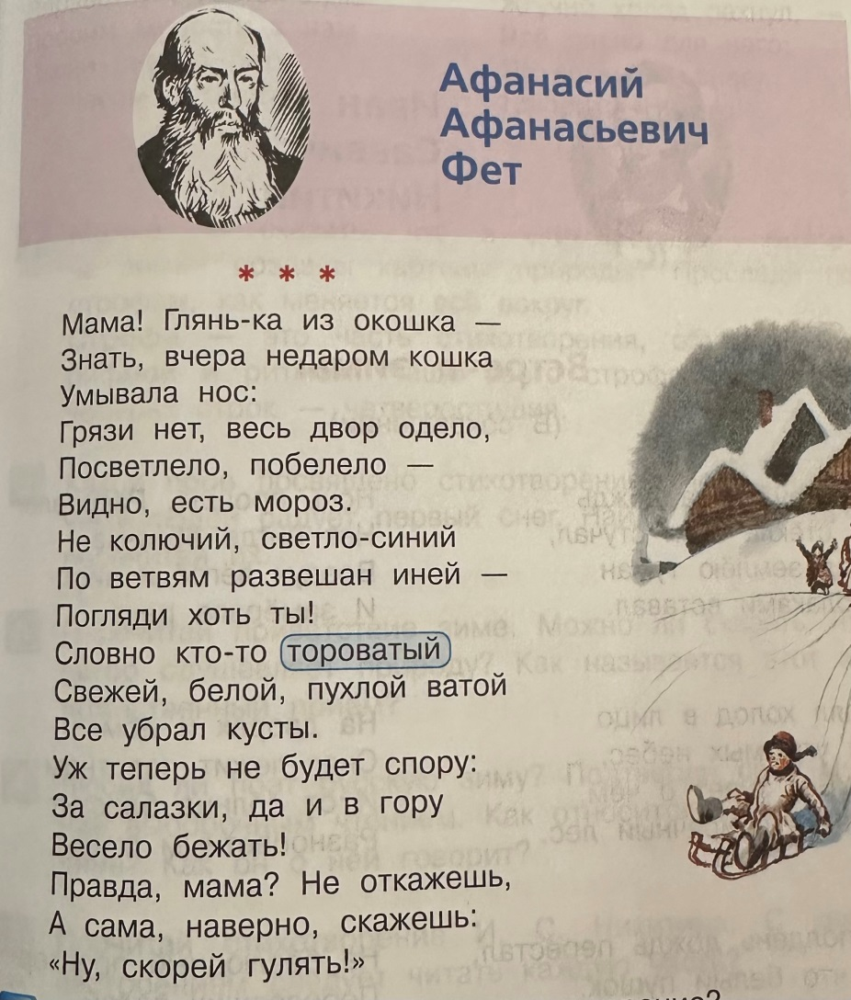 Афанасий
Афанасьевич
Фет
* * *
Мама! Глянь-ка из окошка —
Знать, вчера недаром кошка
Умывала нос:
Грязи нет, весь двор одело,
Посветлело, побелело —
Видно, есть мороз.
Не колючий, светло-синий
По ветвям развешан иней —
Погляди хоть ты!
Словно кто-то тороватый
Свежей, белой, пухлой ватой
Все убрал кусты.
Уж теперь не будет спору:
За салазки, да и в гору
Весело бежать!
Правда, мама? Не откажешь,
А сама, наверно, скажешь:
«Ну, скорей гулять!»